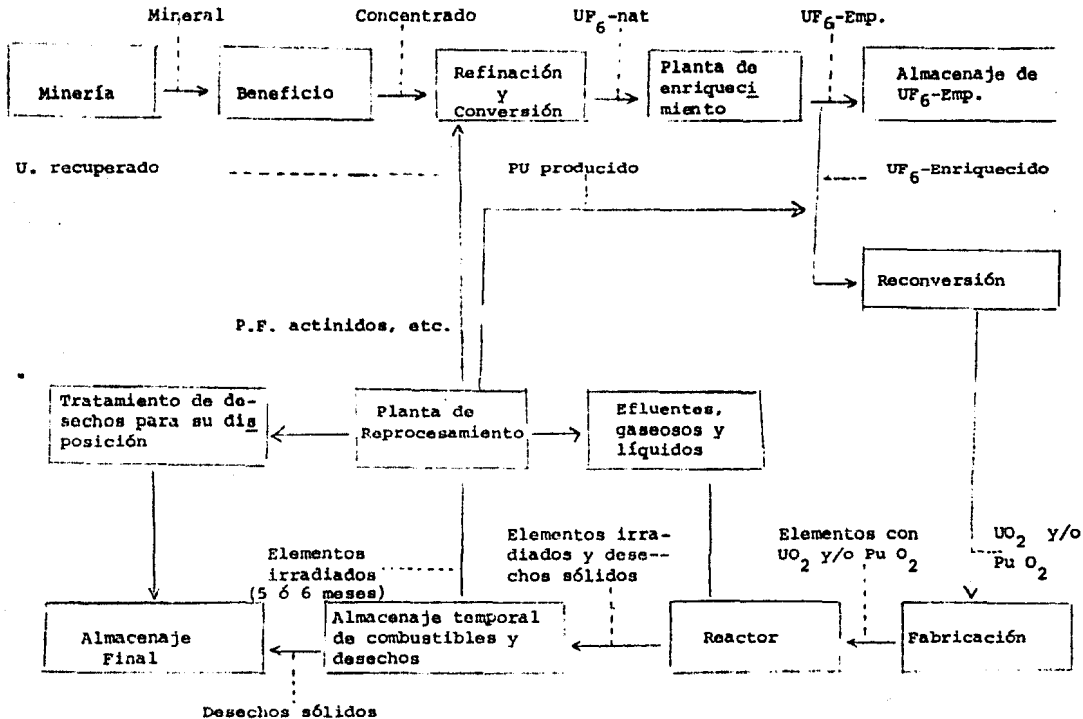 Mineral
Concentrado
UF6-nat
UF6-Emp.
Minería
Beneficio
Refinación
y
Conversión
Planta de
enriqueci
miento
Almacenaje de
UF6-Emp.
U. recuperado
PU producido
UF6-Enriquecido
Reconversión
P.F. actinidos, etc.
Tratamiento de de-
sechos para su dis
posición
Planta de
Reprocesamiento
Efluentes,
gaseosos y
líquidos
Elementos
irradiados
(5 ó 6 meses)
Elementos irra-
diados y dese--
chos sólidos
Elementos con
UO2 y/o Pu O2
UO2 y/o
Pu O2
Almacenaje
Final
Almacenaje temporal
de combustibles y
desechos
Reactor
Fabricación
Desechos sólidos